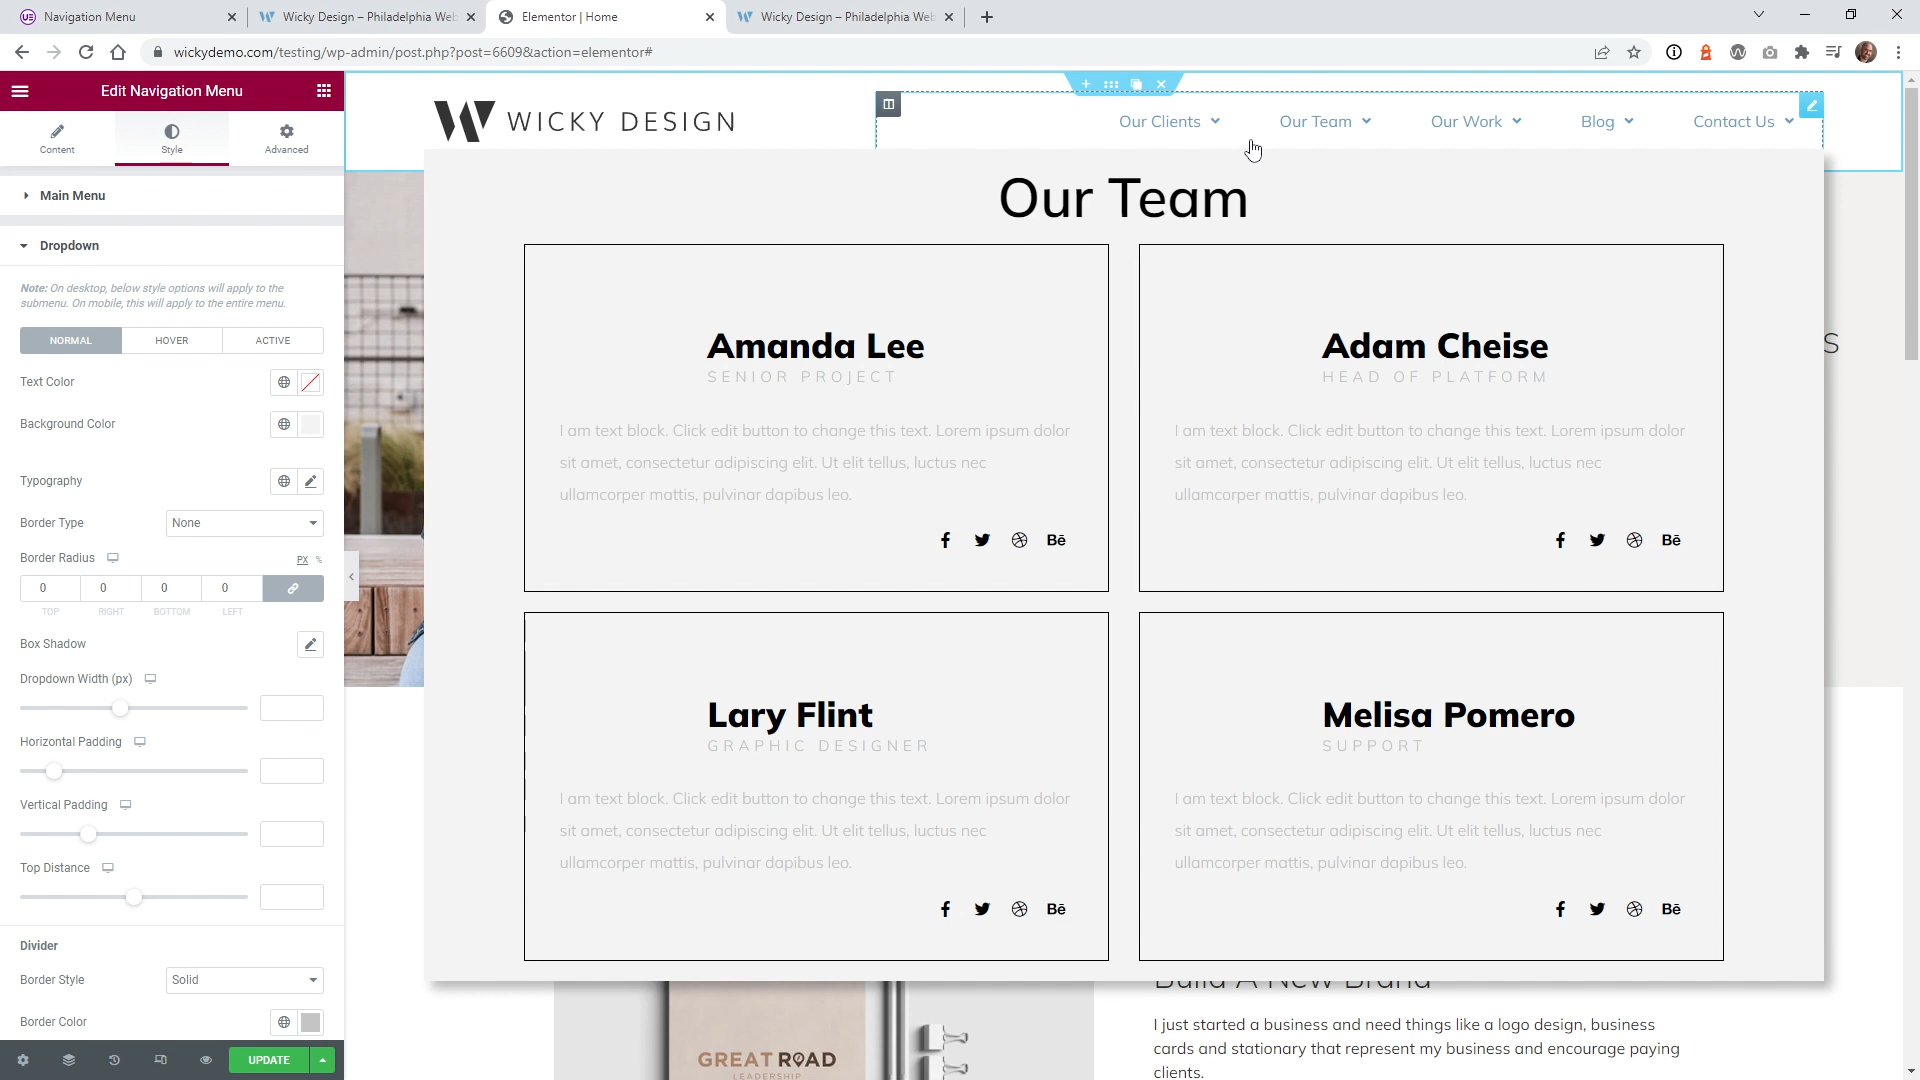 Navigation Menu
Wicky Design – Philadelphia Web
Elementor | Home
Wicky Design – Philadelphia Web
wickydemo.com/testing/wp-admin/post.php?post=6609&action=elementor#
Edit Navigation Menu
Content
Style
Advanced
Main Menu
Dropdown
Note: On desktop, below style options will apply to the
submenu. On mobile, this will apply to the entire menu.
NORMAL
HOVER
ACTIVE
Text Color
Background Color
Typography
Border Type
None
Border Radius
PX %
0
0
0
0
TOP
RIGHT
BOTTOM
LEFT
Box Shadow
Dropdown Width (px)
Horizontal Padding
Vertical Padding
Top Distance
Divider
Border Style
Solid
Border Color
UPDATE
WICKY DESIGN
Our Clients
Our Team
Our Work
Blog
Contact Us
Our Team
Amanda Lee
SENIOR PROJECT
I am text block. Click edit button to change this text. Lorem ipsum dolor
sit amet, consectetur adipiscing elit. Ut elit tellus, luctus nec
ullamcorper mattis, pulvinar dapibus leo.
Bē
Adam Cheise
HEAD OF PLATFORM
I am text block. Click edit button to change this text. Lorem ipsum dolor
sit amet, consectetur adipiscing elit. Ut elit tellus, luctus nec
ullamcorper mattis, pulvinar dapibus leo.
Bē
Lary Flint
GRAPHIC DESIGNER
I am text block. Click edit button to change this text. Lorem ipsum dolor
sit amet, consectetur adipiscing elit. Ut elit tellus, luctus nec
ullamcorper mattis, pulvinar dapibus leo.
Bē
Melisa Pomero
SUPPORT
I am text block. Click edit button to change this text. Lorem ipsum dolor
sit amet, consectetur adipiscing elit. Ut elit tellus, luctus nec
ullamcorper mattis, pulvinar dapibus leo.
Bē
S
Build A New Brand
I just started a business and need things like a logo design, business
cards and stationary that represent my business and encourage paying
clients.
GREAT ROAD
LEADERSHIP